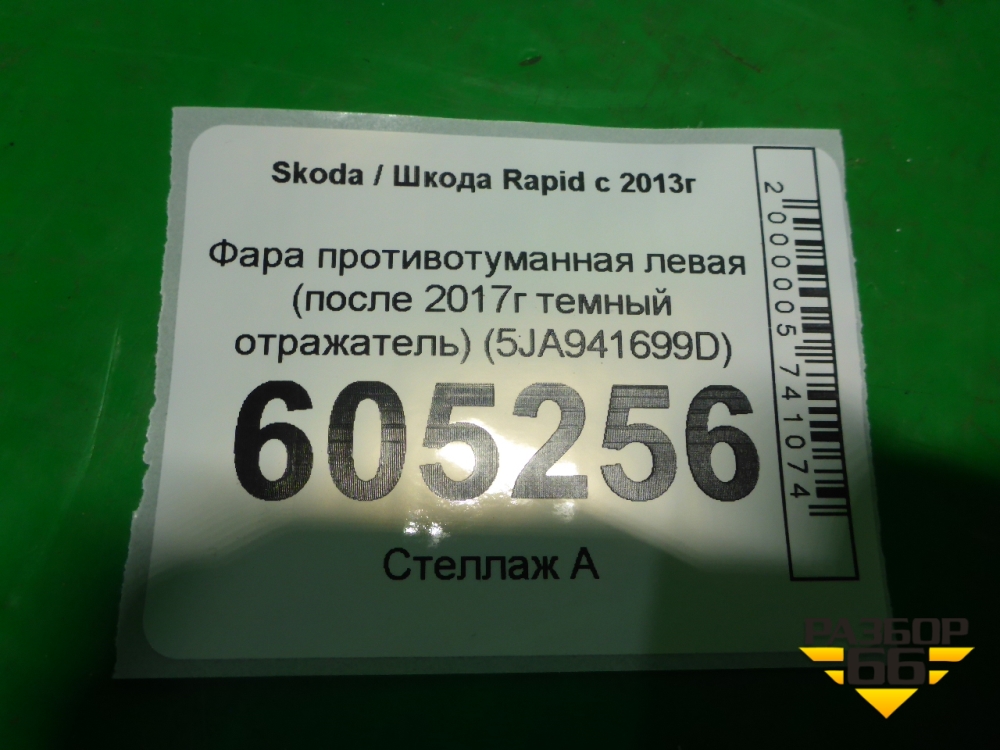 Skoda / Шкода Rapid с 2013г
Фара противотуманная левая
(после 2017г темный
отражатель) (5JA941699D)
605256
Стеллаж А
2000005741074
РАЗБОР
66